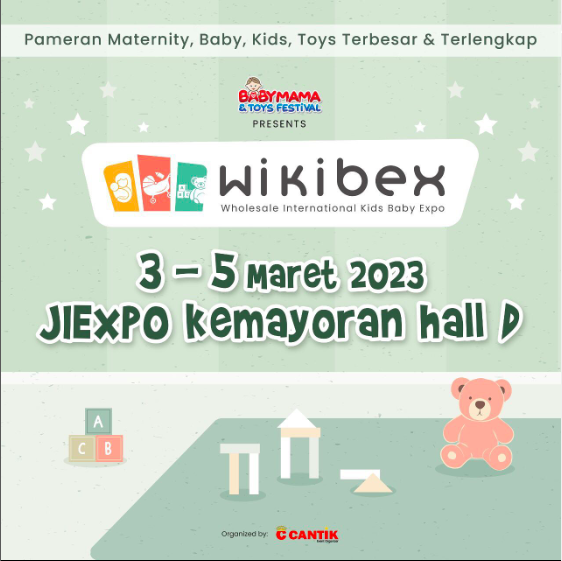 Pameran Maternity, Baby, Kids, Toys Terbesar & Terlengkap
BABYMAMA
& TOYS FESTIVAL
PRESENTS
wikibex
Wholesale International Kids Baby Expo
3 – 5 Maret 2023
JIEXPO kemayoran hall D
A
C B
Organized by: CANTIK